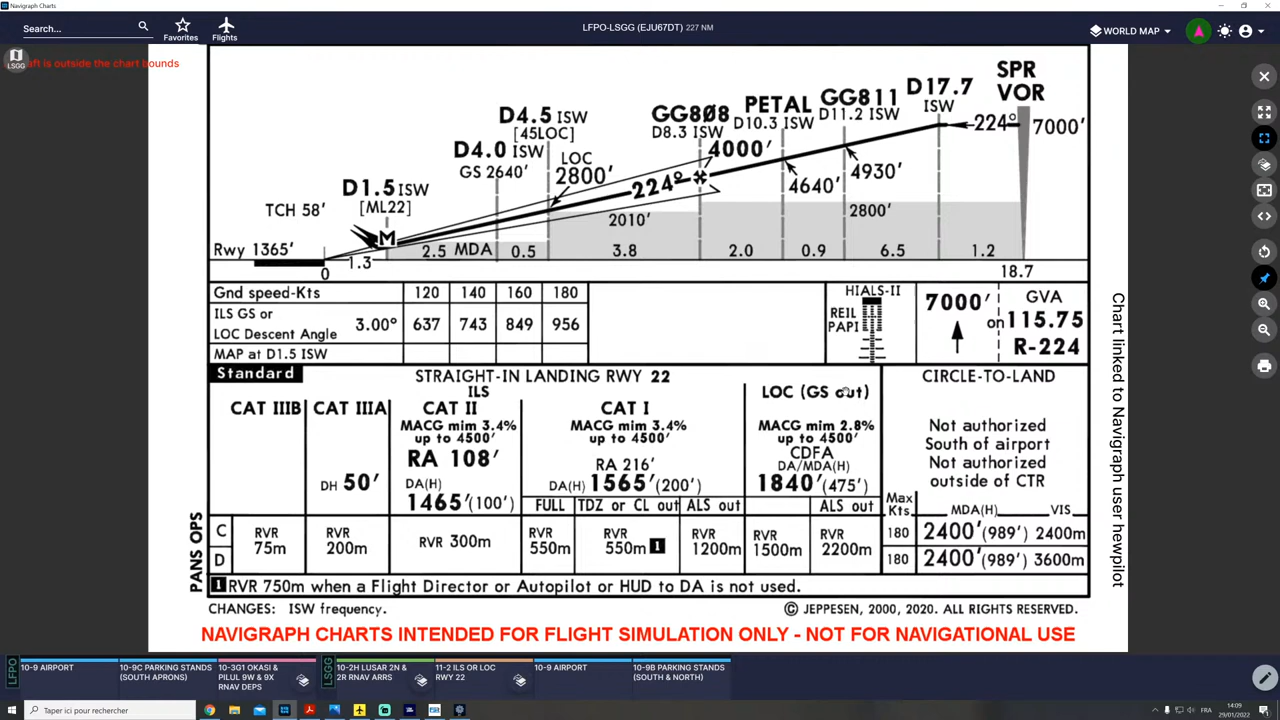 Navigraph Charts
Search...
Favorites
Flights
LFPO-LSGG (EJU67DT) 227 NM
WORLD MAP
LSGG
aft is outside the chart bounds
SPR
VOR
D17.7
ISW
224°
7000'
GG811
D11.2 ISW
PETAL
D10.3 ISW
GG808
D8.3 ISW
D4.5 ISW
[45LOC]
D4.0 ISW
GS 2640'
LOC
2800'
4000'
224°
4640'
4930'
D1.5 ISW
[ML22]
TCH 58'
M
2010'
2800'
Rwy 1365'
0
1.3
2.5 MDA 0.5 3.8 2.0 0.9 6.5 1.2
18.7
Gnd speed-Kts 120 140 160 180
ILS GS or
LOC Descent Angle 3.00° 637 743 849 956
MAP at D1.5 ISW
HIALS-II
REIL
PAPI
7000'
on
GVA
115.75
R-224
Standard
STRAIGHT-IN LANDING RWY 22
ILS
LOC (GS out)
CIRCLE-TO-LAND
CAT IIIB
CAT IIIA
DH 50'
CAT II
MACG mim 3.4%
up to 4500'
RA 108'
DA(H)
1465' (100')
CAT I
MACG mim 3.4%
up to 4500'
RA 216'
DA(H) 1565' (200')
FULL TDZ or CL out ALS out
MACG mim 2.8%
up to 4500'
CDFA
DA/MDA(H)
1840' (475')
ALS out
Not authorized
South of airport
Not authorized
outside of CTR
Max
Kts MDA(H) VIS
C
D
RVR
75m
RVR
200m
RVR 300m
RVR
550m
RVR
550m 1
RVR
1200m
RVR
1500m
RVR
2200m
180 2400' (989') 2400m
180 2400' (989') 3600m
PANS OPS
1 RVR 750m when a Flight Director or Autopilot or HUD to DA is not used.
CHANGES: ISW frequency.
© JEPPESEN, 2000, 2020. ALL RIGHTS RESERVED.
NAVIGRAPH CHARTS INTENDED FOR FLIGHT SIMULATION ONLY - NOT FOR NAVIGATIONAL USE
Chart linked to Navigraph user hewpilot
LFPO
10-9 AIRPORT
10-9C PARKING STANDS
(SOUTH APRONS)
10-3G1 OKASI &
PILUL 9W & 9X
RNAV DEPS
LSGG
10-2H LUSAR 2N &
2R RNAV ARRS
11-2 ILS OR LOC
RWY 22
10-9 AIRPORT
10-9B PARKING STANDS
(SOUTH & NORTH)
Taper ici pour rechercher
FRA
14:09
29/01/2022